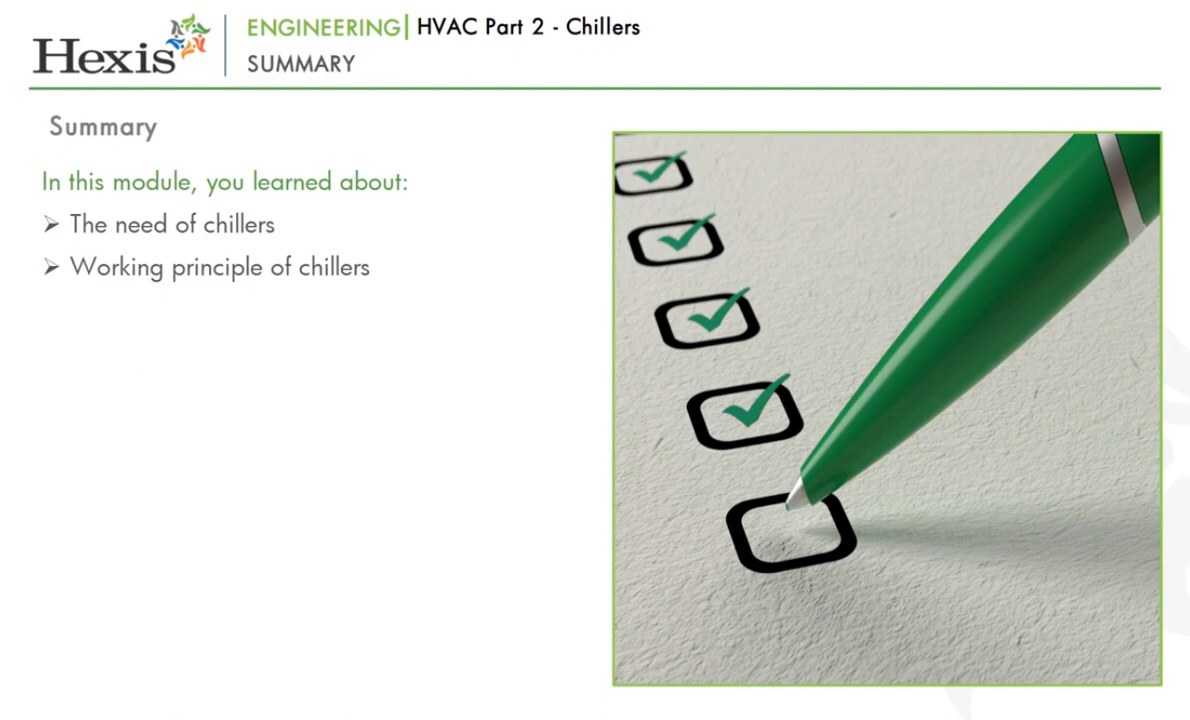 Hexis
ENGINEERING| HVAC Part 2 - Chillers
SUMMARY
Summary
In this module, you learned about:
➢ The need of chillers
➢ Working principle of chillers